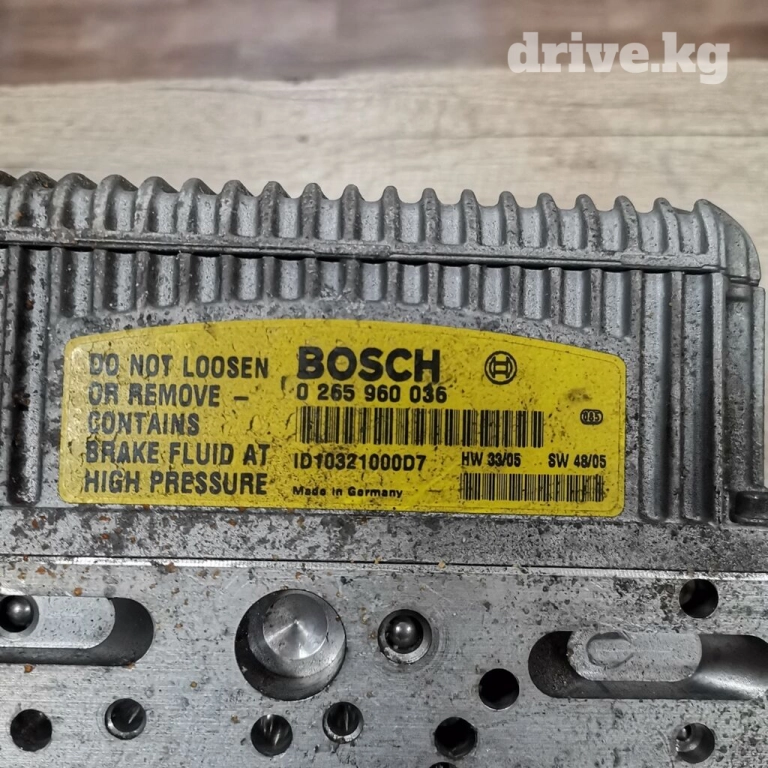 drive.kg
DO NOT LOOSEN
OR REMOVE -
CONTAINS
BRAKE FLUID AT
HIGH PRESSURE
BOSCH
0 265 960 036
005
ID10321000D7
HW 33/05 SW 48/05
Made in Germany